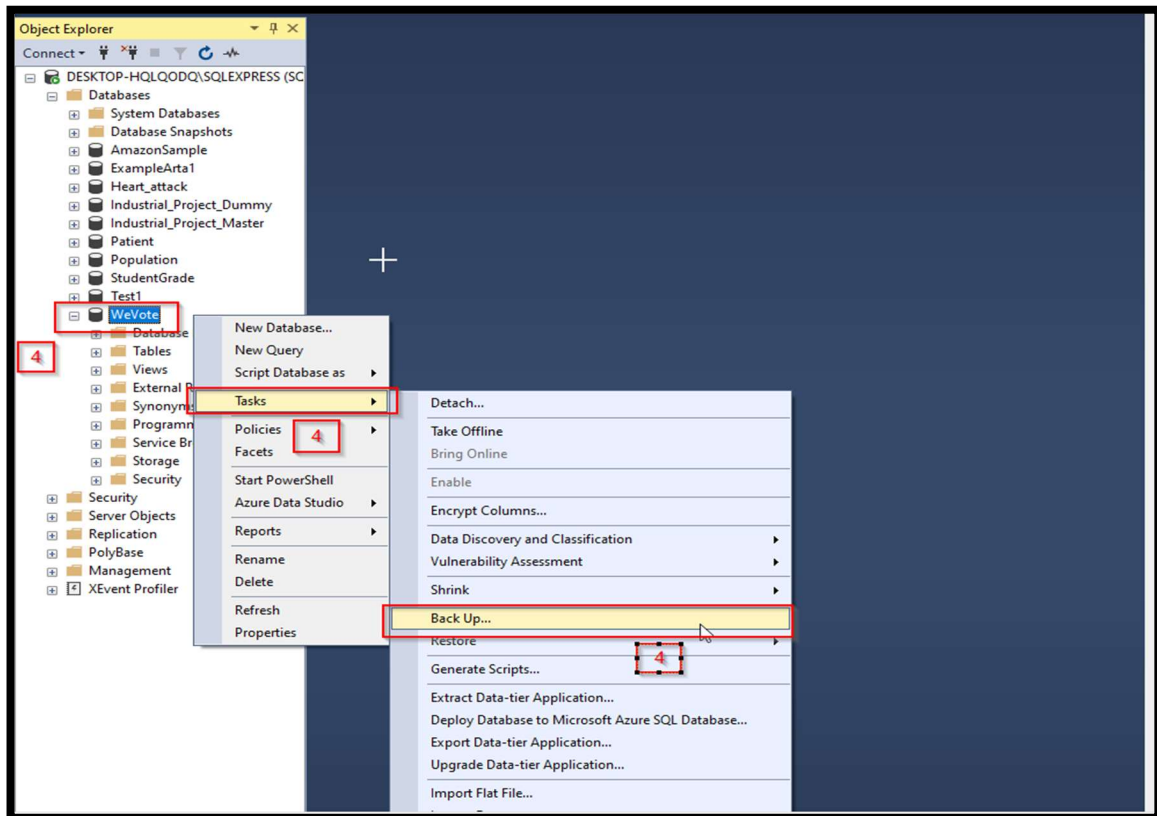 Object Explorer
Connect
DESKTOP-HQLQODQ\SQLEXPRESS (SC
Databases
System Databases
Database Snapshots
AmazonSample
ExampleArta1
Heart_attack
Industrial_Project_Dummy
Industrial_Project_Master
Patient
Population
StudentGrade
Test1
WeVote
Database
Tables
Views
External
Synonyms
Programm
Service Br
Storage
Security
Security
Server Objects
Replication
PolyBase
Management
XEvent Profiler
4
New Database...
New Query
Script Database as
Tasks
Policies
4
Facets
Start PowerShell
Azure Data Studio
Reports
Rename
Delete
Refresh
Properties
Detach...
Take Offline
Bring Online
Enable
Encrypt Columns...
Data Discovery and Classification
Vulnerability Assessment
Shrink
Back Up...
Restore
4
Generate Scripts...
Extract Data-tier Application...
Deploy Database to Microsoft Azure SQL Database...
Export Data-tier Application...
Upgrade Data-tier Application...
Import Flat File...